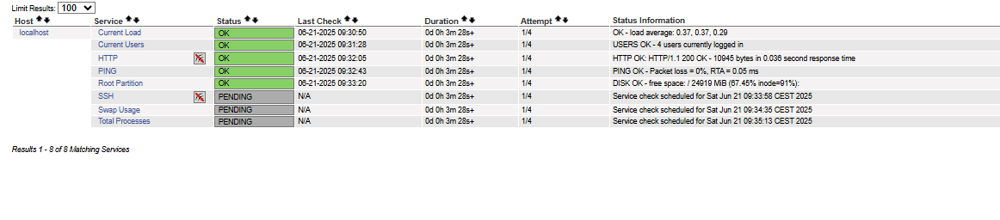 Limit Results: 100
Host Service Status Last Check Duration Attempt Status Information
localhost Current Load OK 06-21-2025 09:30:50 0d 0h 3m 28s+ 1/4 OK - load average: 0.37, 0.37, 0.29
Current Users OK 06-21-2025 09:31:28 0d 0h 3m 28s+ 1/4 USERS OK - 4 users currently logged in
HTTP OK 06-21-2025 09:32:05 0d 0h 3m 28s+ 1/4 HTTP OK: HTTP/1.1 200 OK - 10945 bytes in 0.036 second response time
PING OK 06-21-2025 09:32:43 0d 0h 3m 28s+ 1/4 PING OK - Packet loss = 0%, RTA = 0.05 ms
Root Partition OK 06-21-2025 09:33:20 0d 0h 3m 28s+ 1/4 DISK OK - free space: / 24919 MiB (67.45% inode=91%):
SSH PENDING N/A 0d 0h 3m 28s+ 1/4 Service check scheduled for Sat Jun 21 09:33:58 CEST 2025
Swap Usage PENDING N/A 0d 0h 3m 28s+ 1/4 Service check scheduled for Sat Jun 21 09:34:35 CEST 2025
Total Processes PENDING N/A 0d 0h 3m 28s+ 1/4 Service check scheduled for Sat Jun 21 09:35:13 CEST 2025
Results 1 - 8 of 8 Matching Services